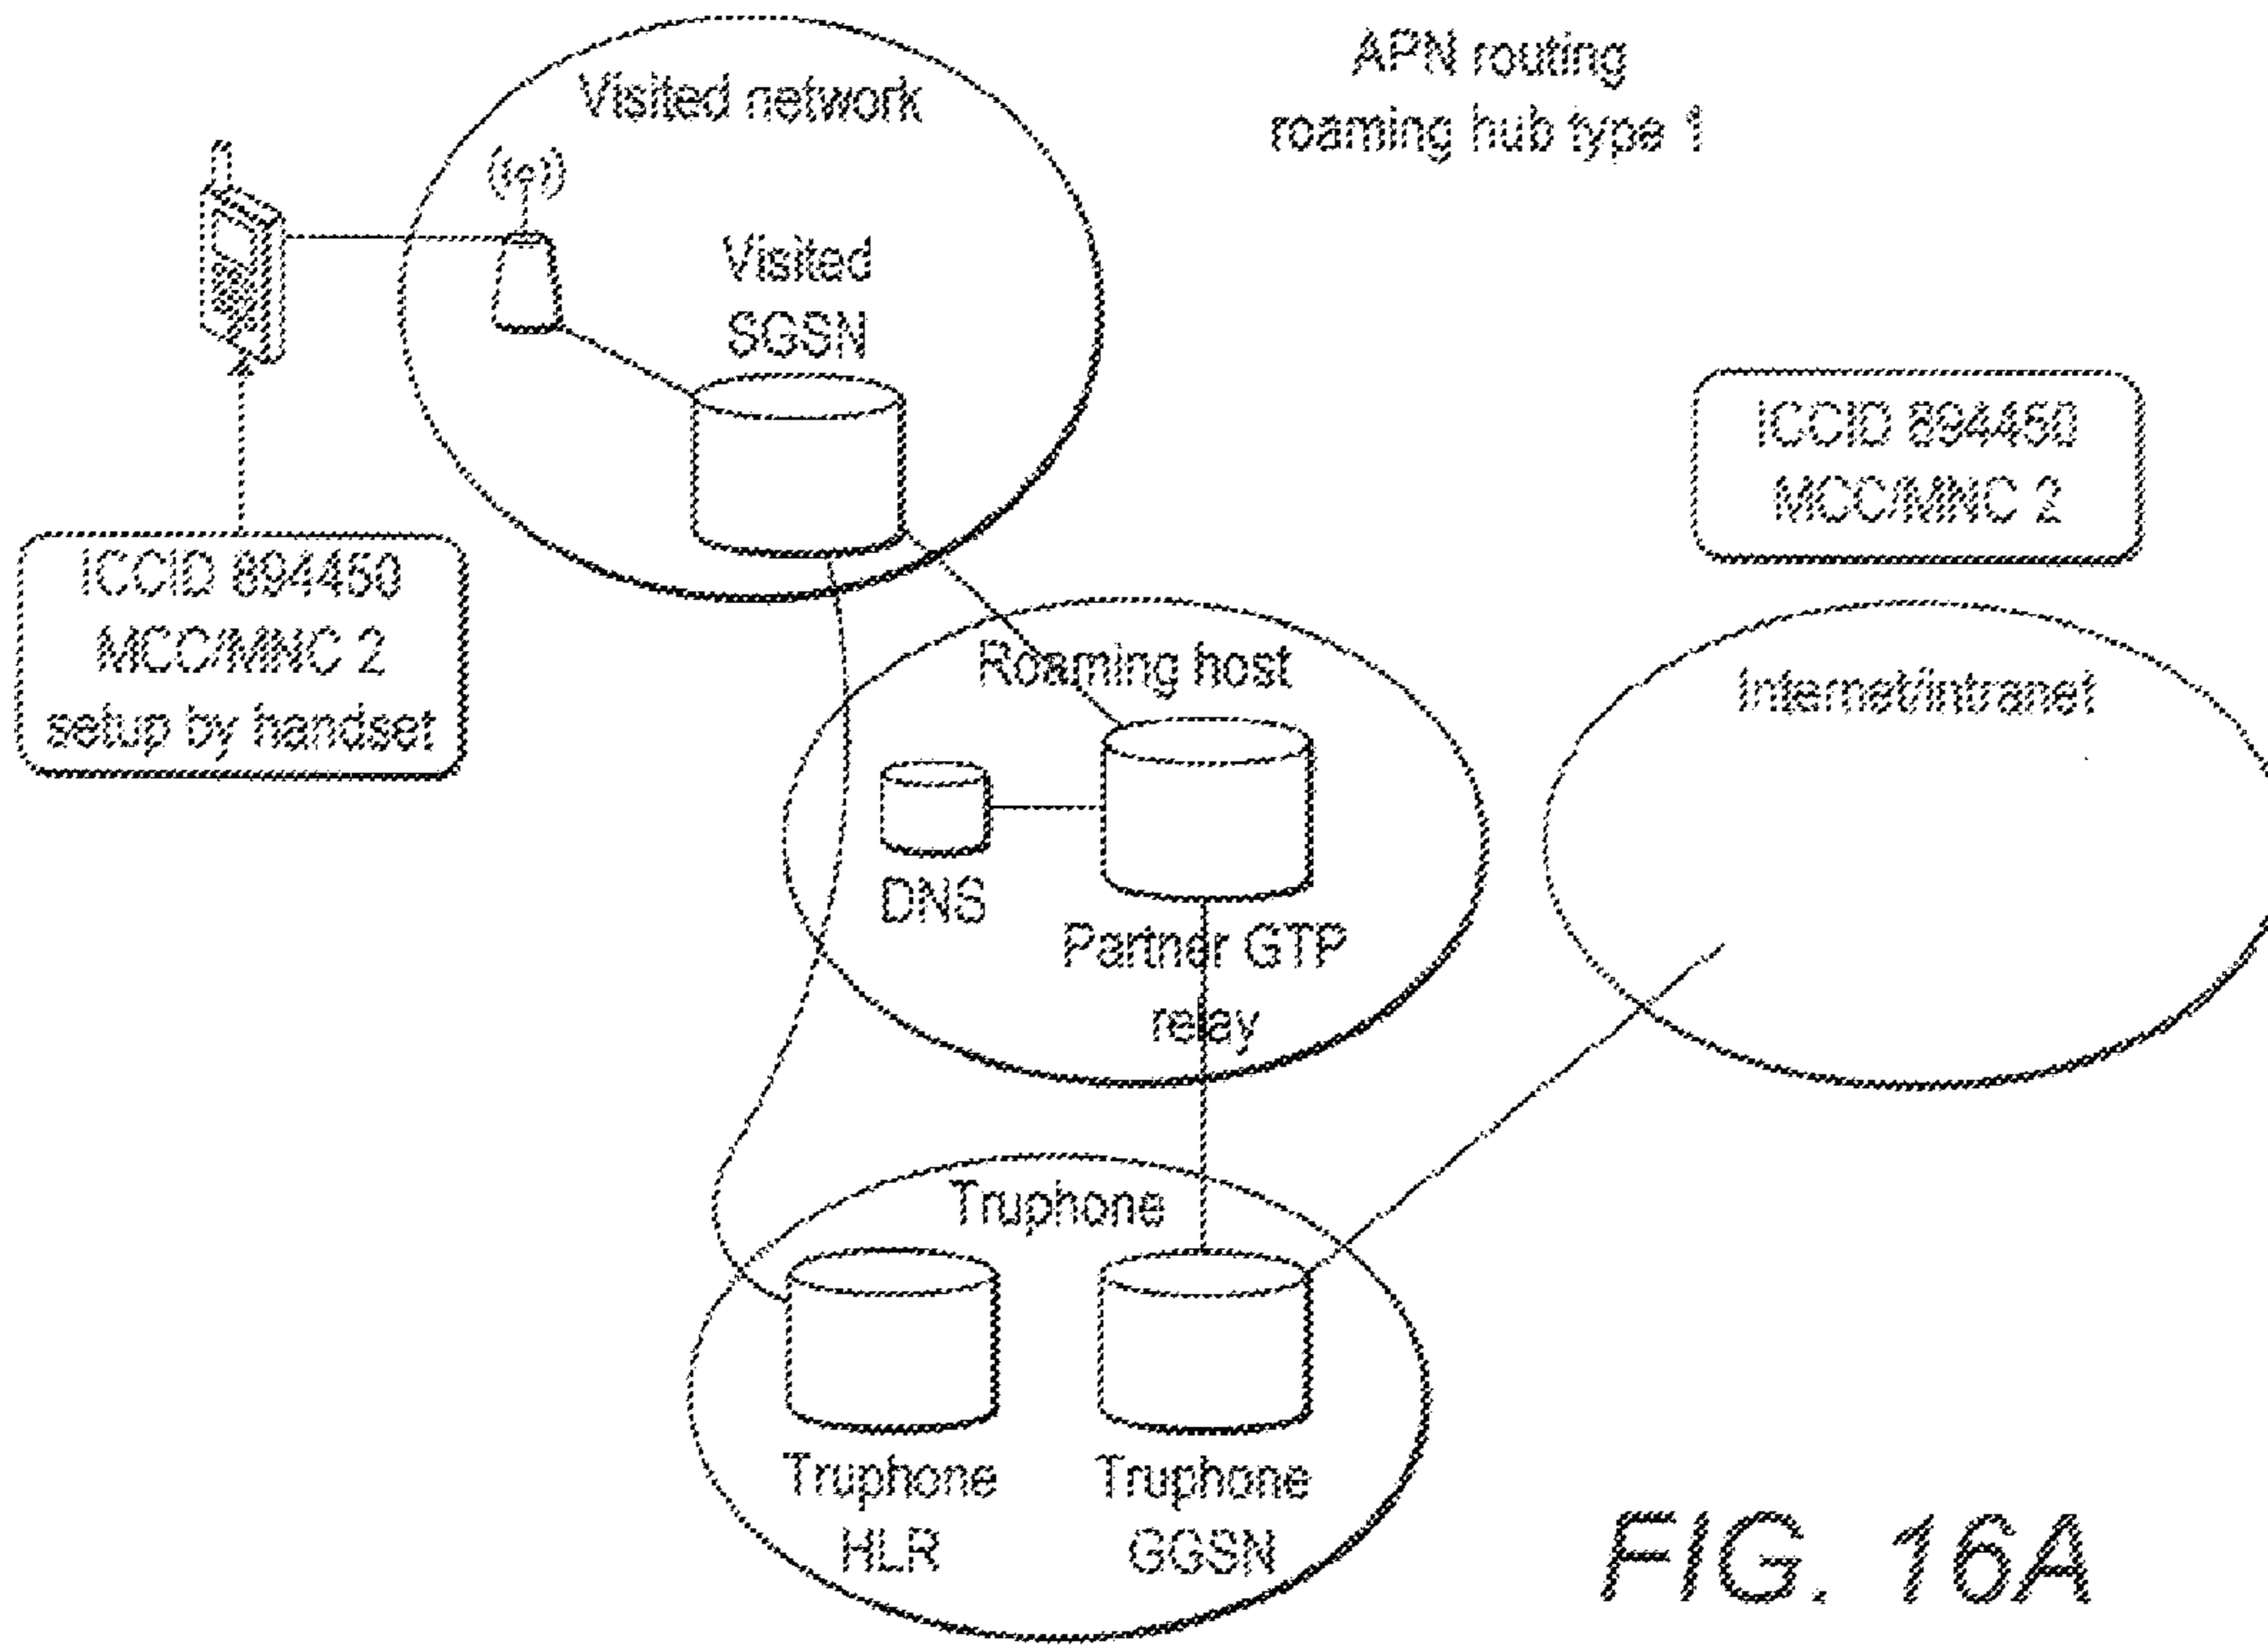 APN routing
roaming hub type 1
Visited network
Visited
SGSN
ICCID 894450
MCC/MNC 2
ICCID 894450
MCC/MNC 2
setup by handset
Roaming host
Internet/intranet
DNS
Partner GTP
relay
Truphone
Truphone
HLR
Truphone
GGSN
FIG. 16A